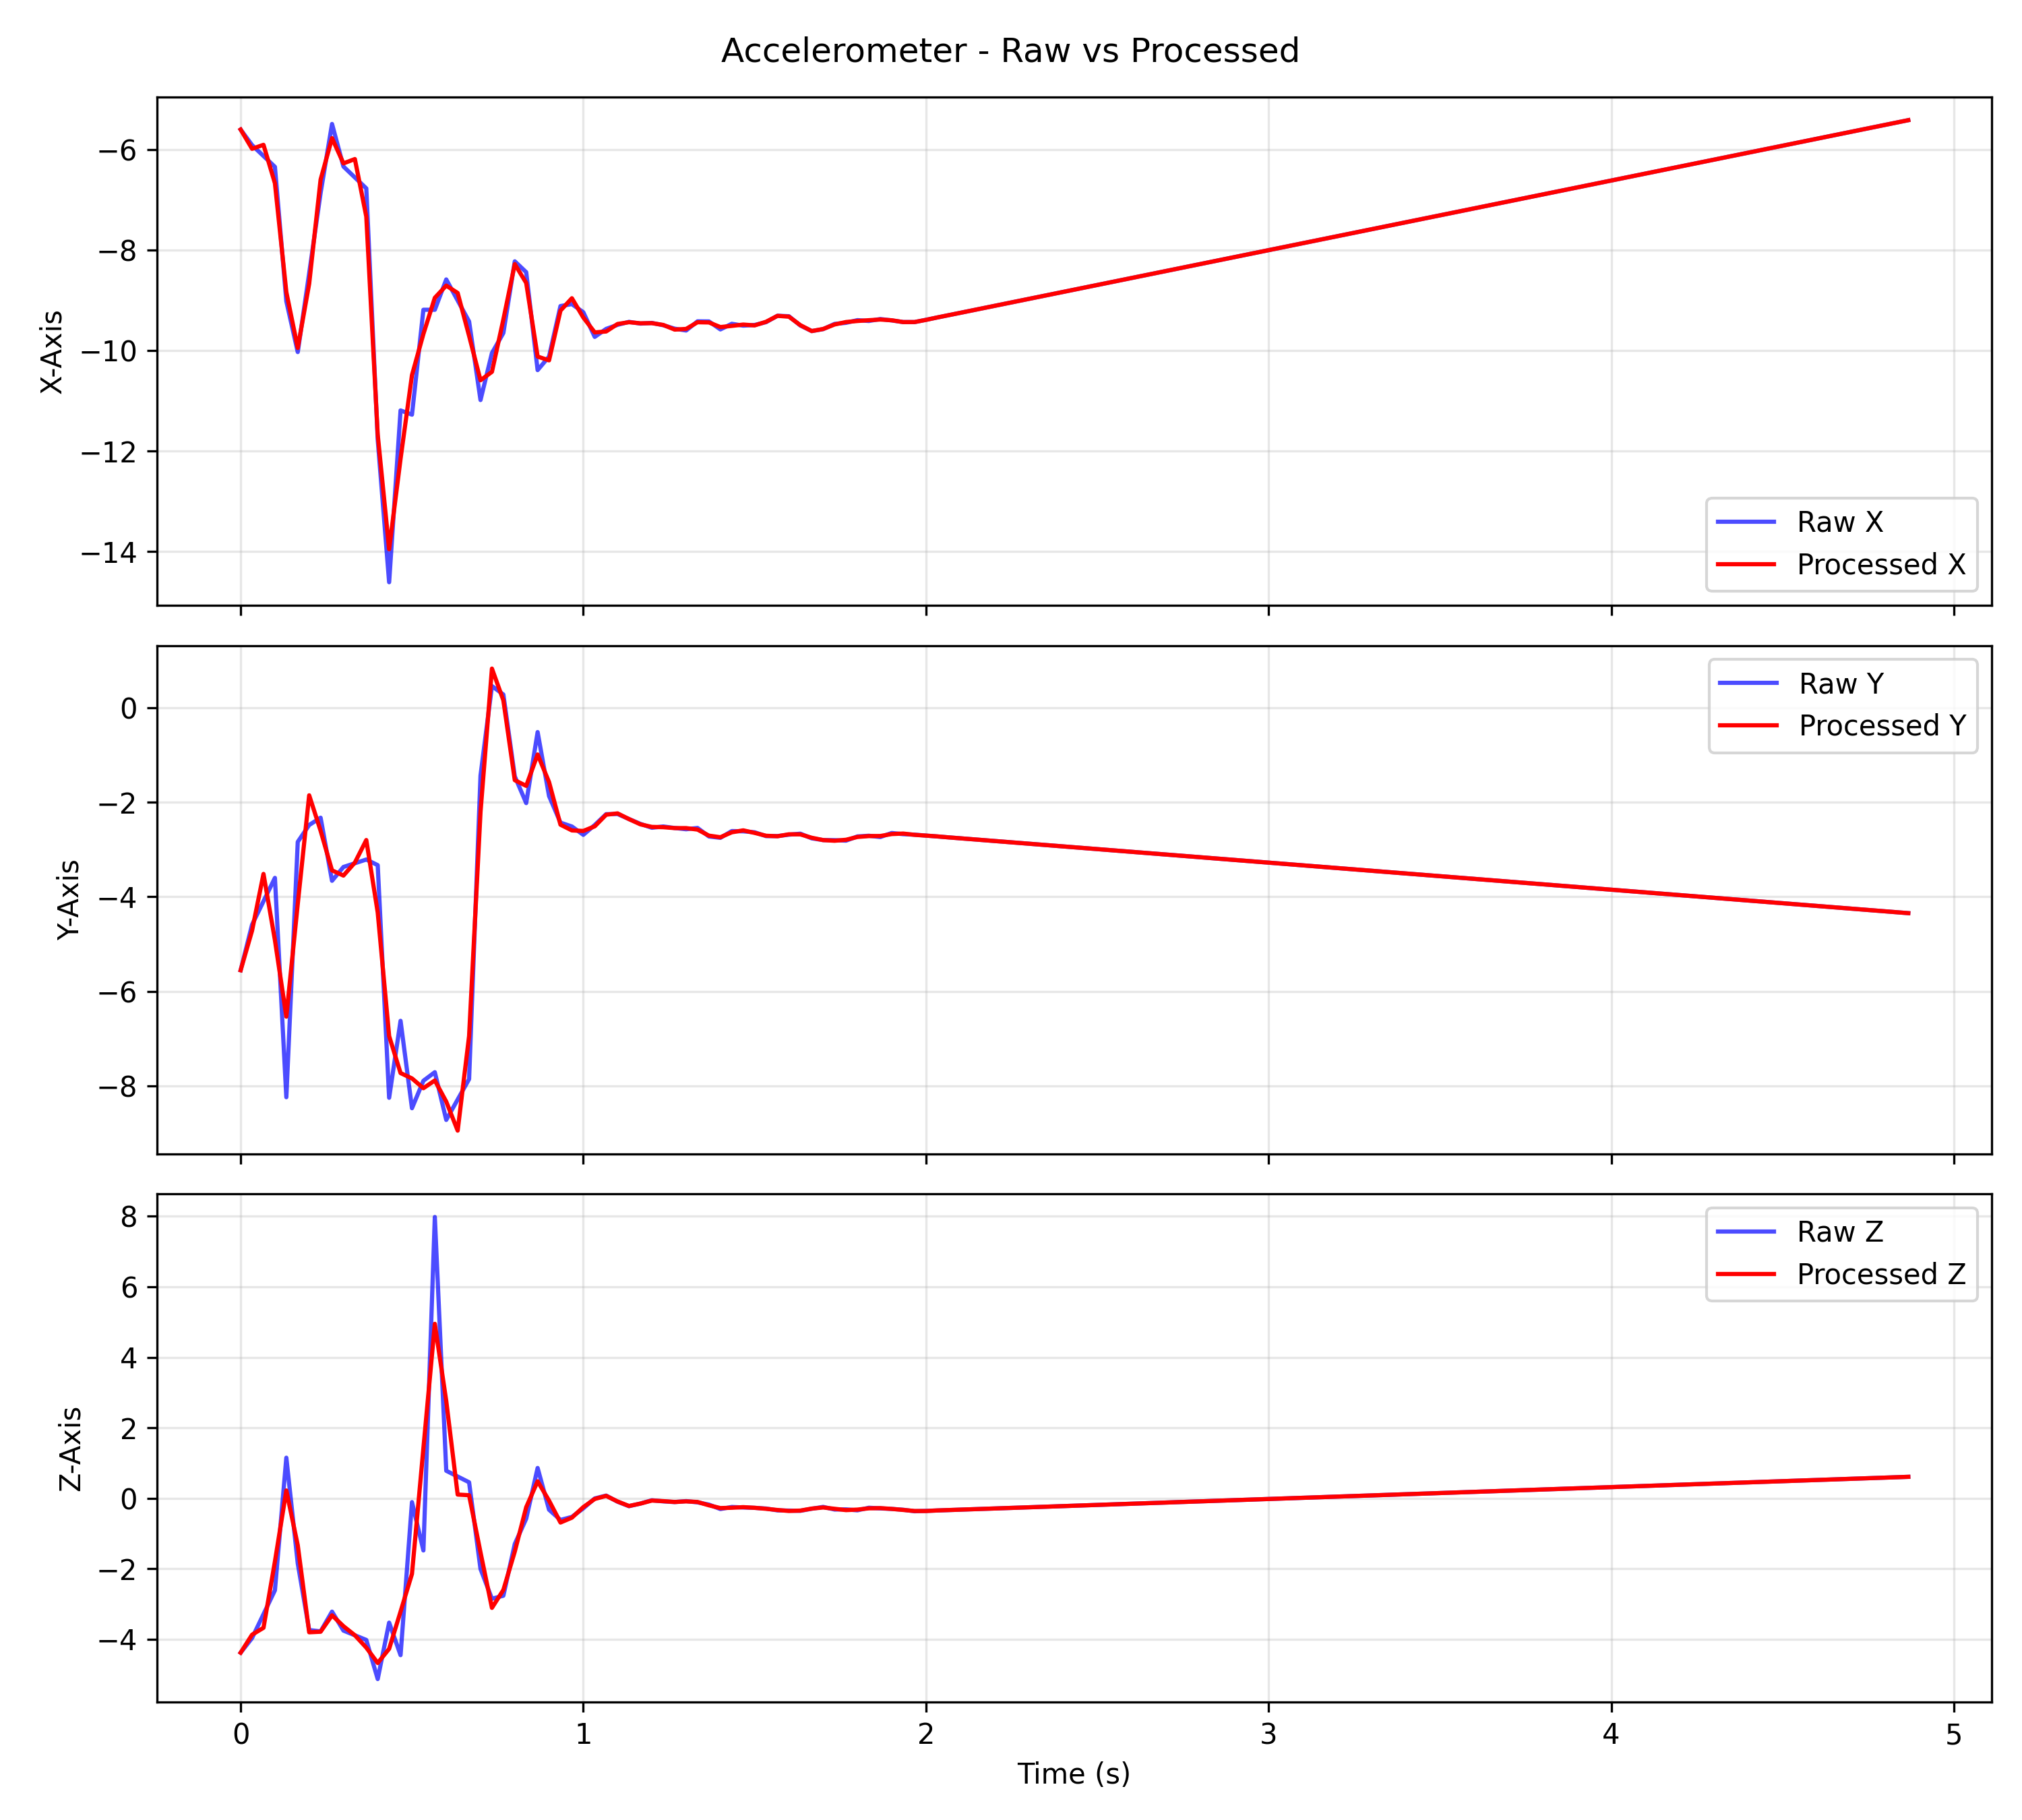 Accelerometer - Raw vs Processed
−6
−8
−10
−12
−14
X-Axis
Raw X
Processed X
0
−2
−4
−6
−8
Y-Axis
Raw Y
Processed Y
8
6
4
2
0
−2
−4
Z-Axis
Raw Z
Processed Z
0 1 2 3 4 5
Time (s)